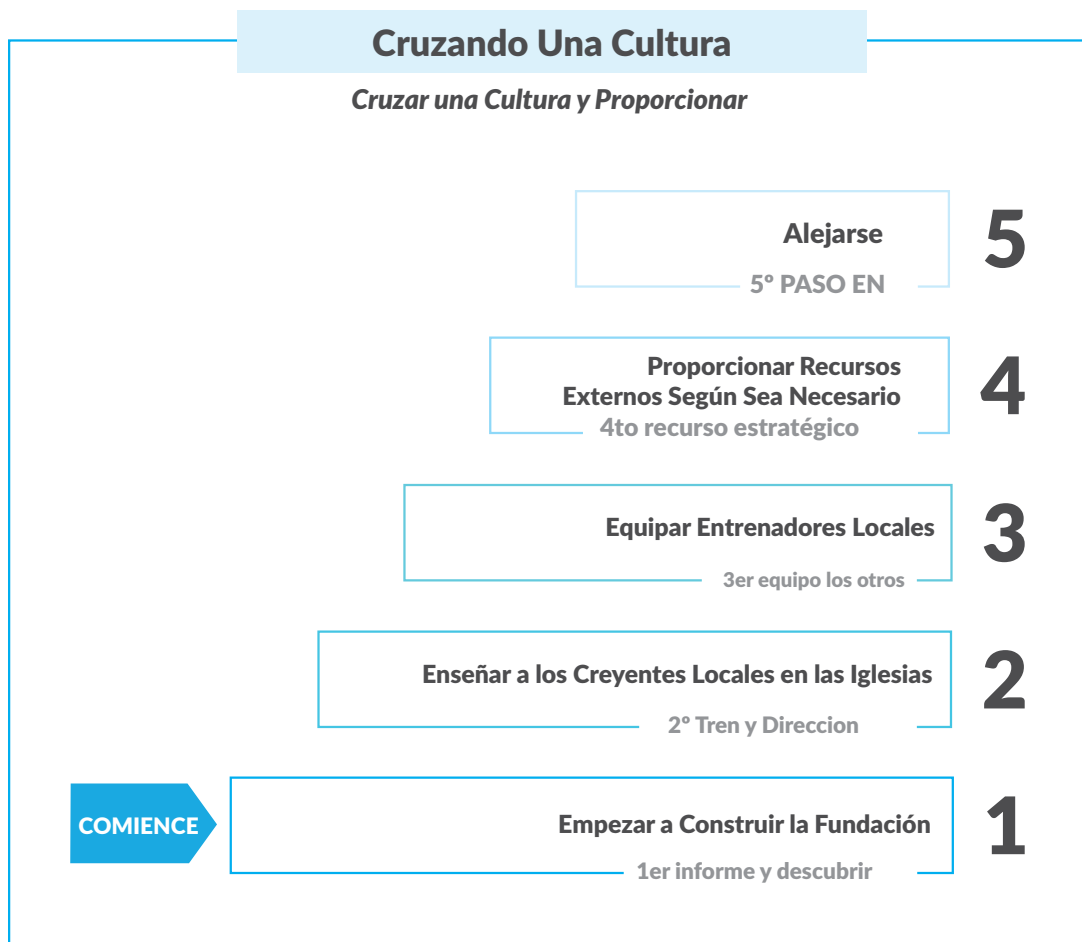 Cruzando Una Cultura
Cruzar una Cultura y Proporcionar
Alejarse
5º PASO EN
5
Proporcionar Recursos
Externos Según Sea Necesario
4to recurso estratégico
4
Equipar Entrenadores Locales
3er equipo los otros
3
Enseñar a los Creyentes Locales en las Iglesias
2º Tren y Direccion
2
COMIENCE
Empezar a Construir la Fundación
1er informe y descubrir
1